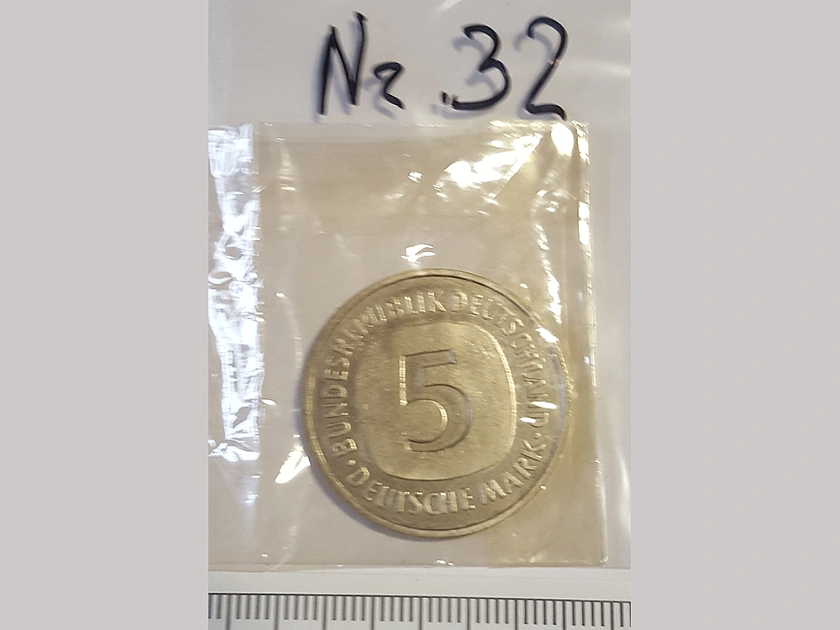 Nr. 32
BUNDESREPUBLIK DEUTSCHLAND
5
· DEUTSCHE MARK ·